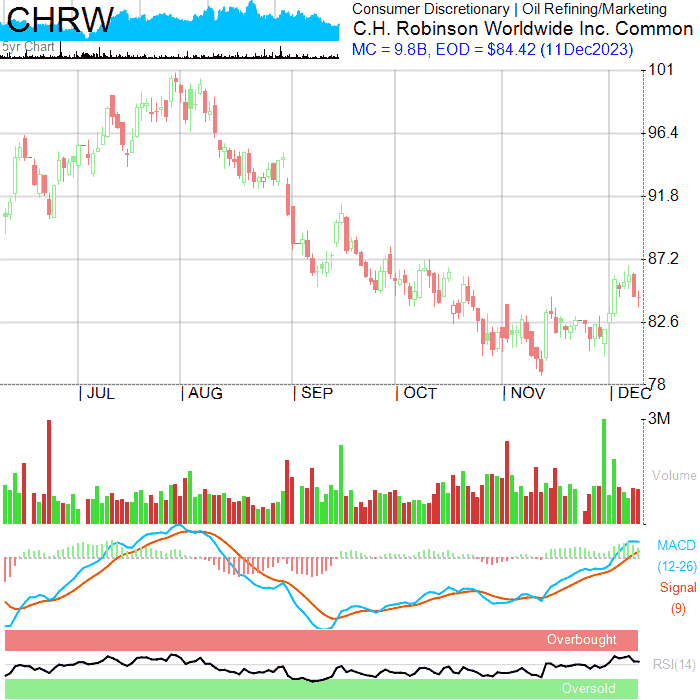 CHRW
5yr Chart
Consumer Discretionary | Oil Refining/Marketing
C.H. Robinson Worldwide Inc. Common
MC = 9.8B, EOD = $84.42 (11Dec2023)
101
96.4
91.8
87.2
82.6
78
| JUL | AUG | SEP | OCT | NOV | DEC
3M
Volume
MACD
(12-26)
Signal
(9)
Overbought
RSI(14)
Oversold